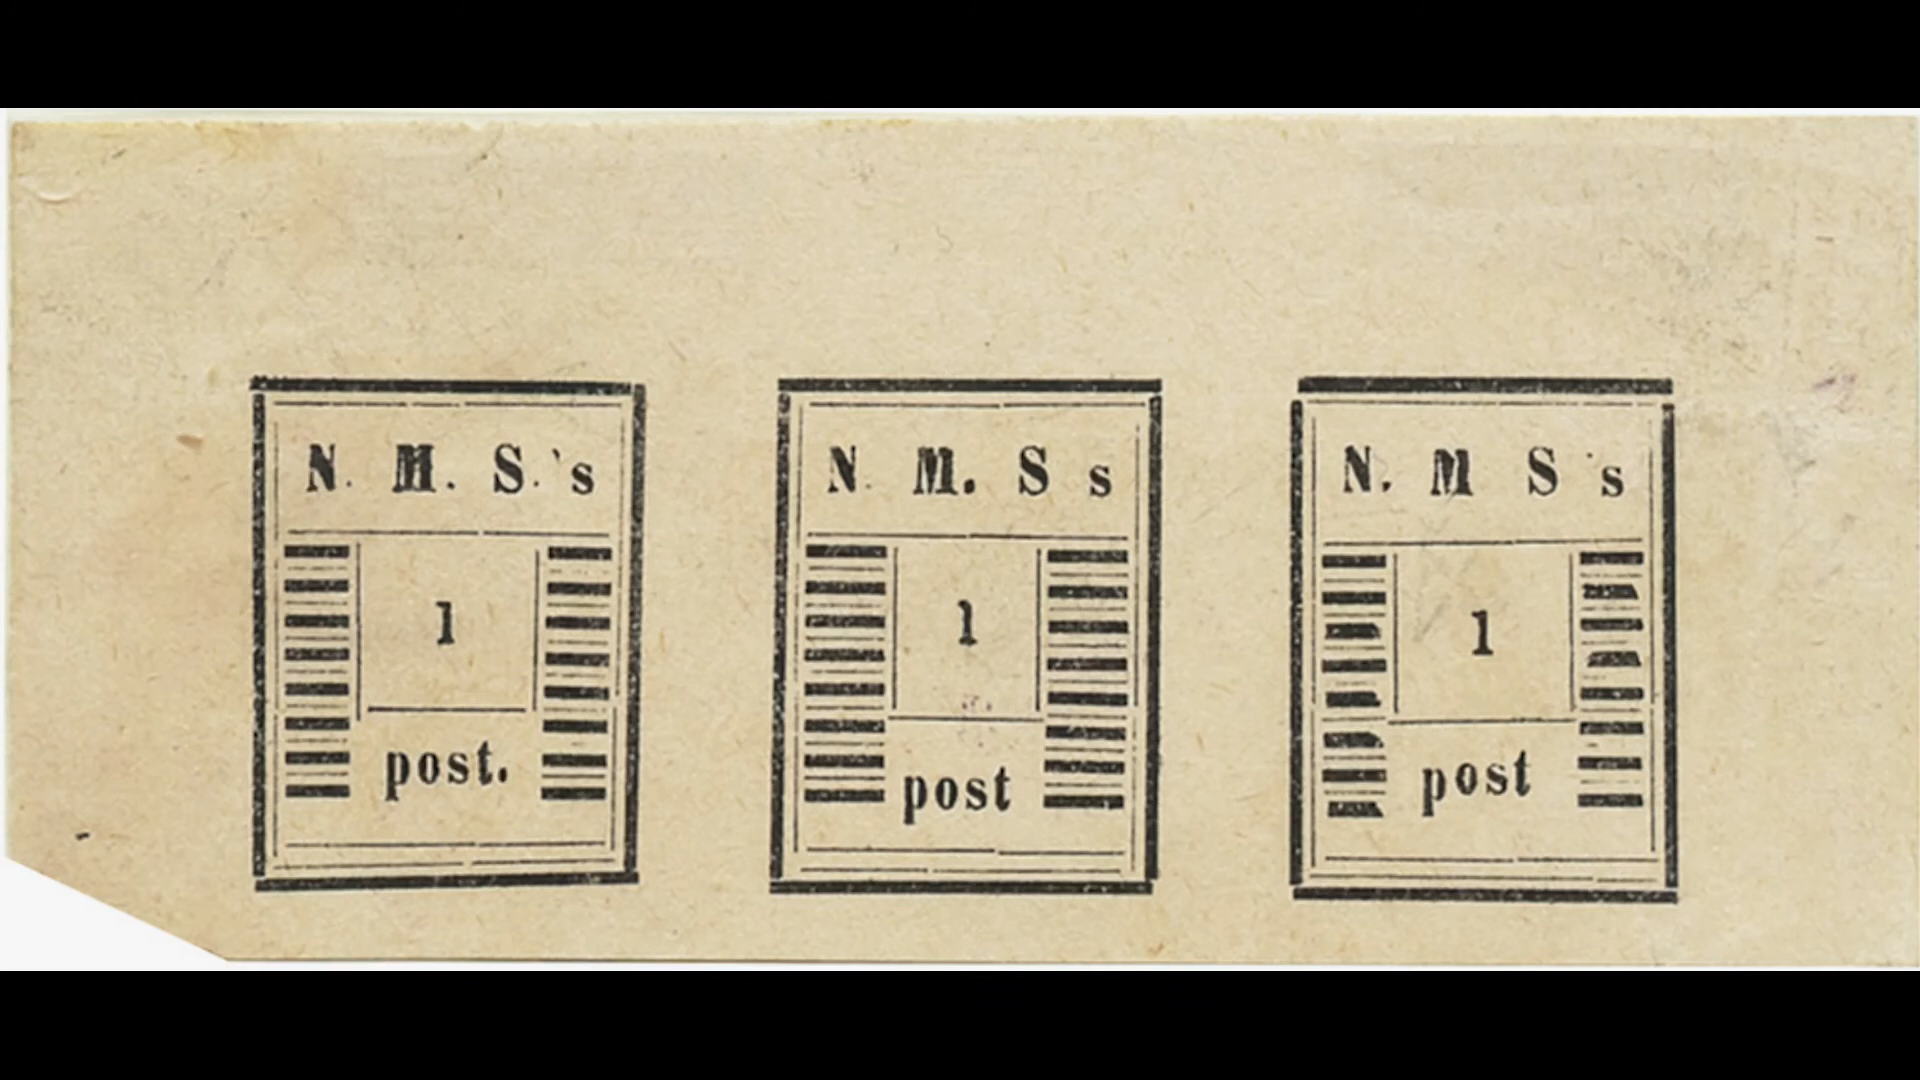 N. M. S.'s
1
post.
N. M. S s
1
post
N. M S 's
1
post